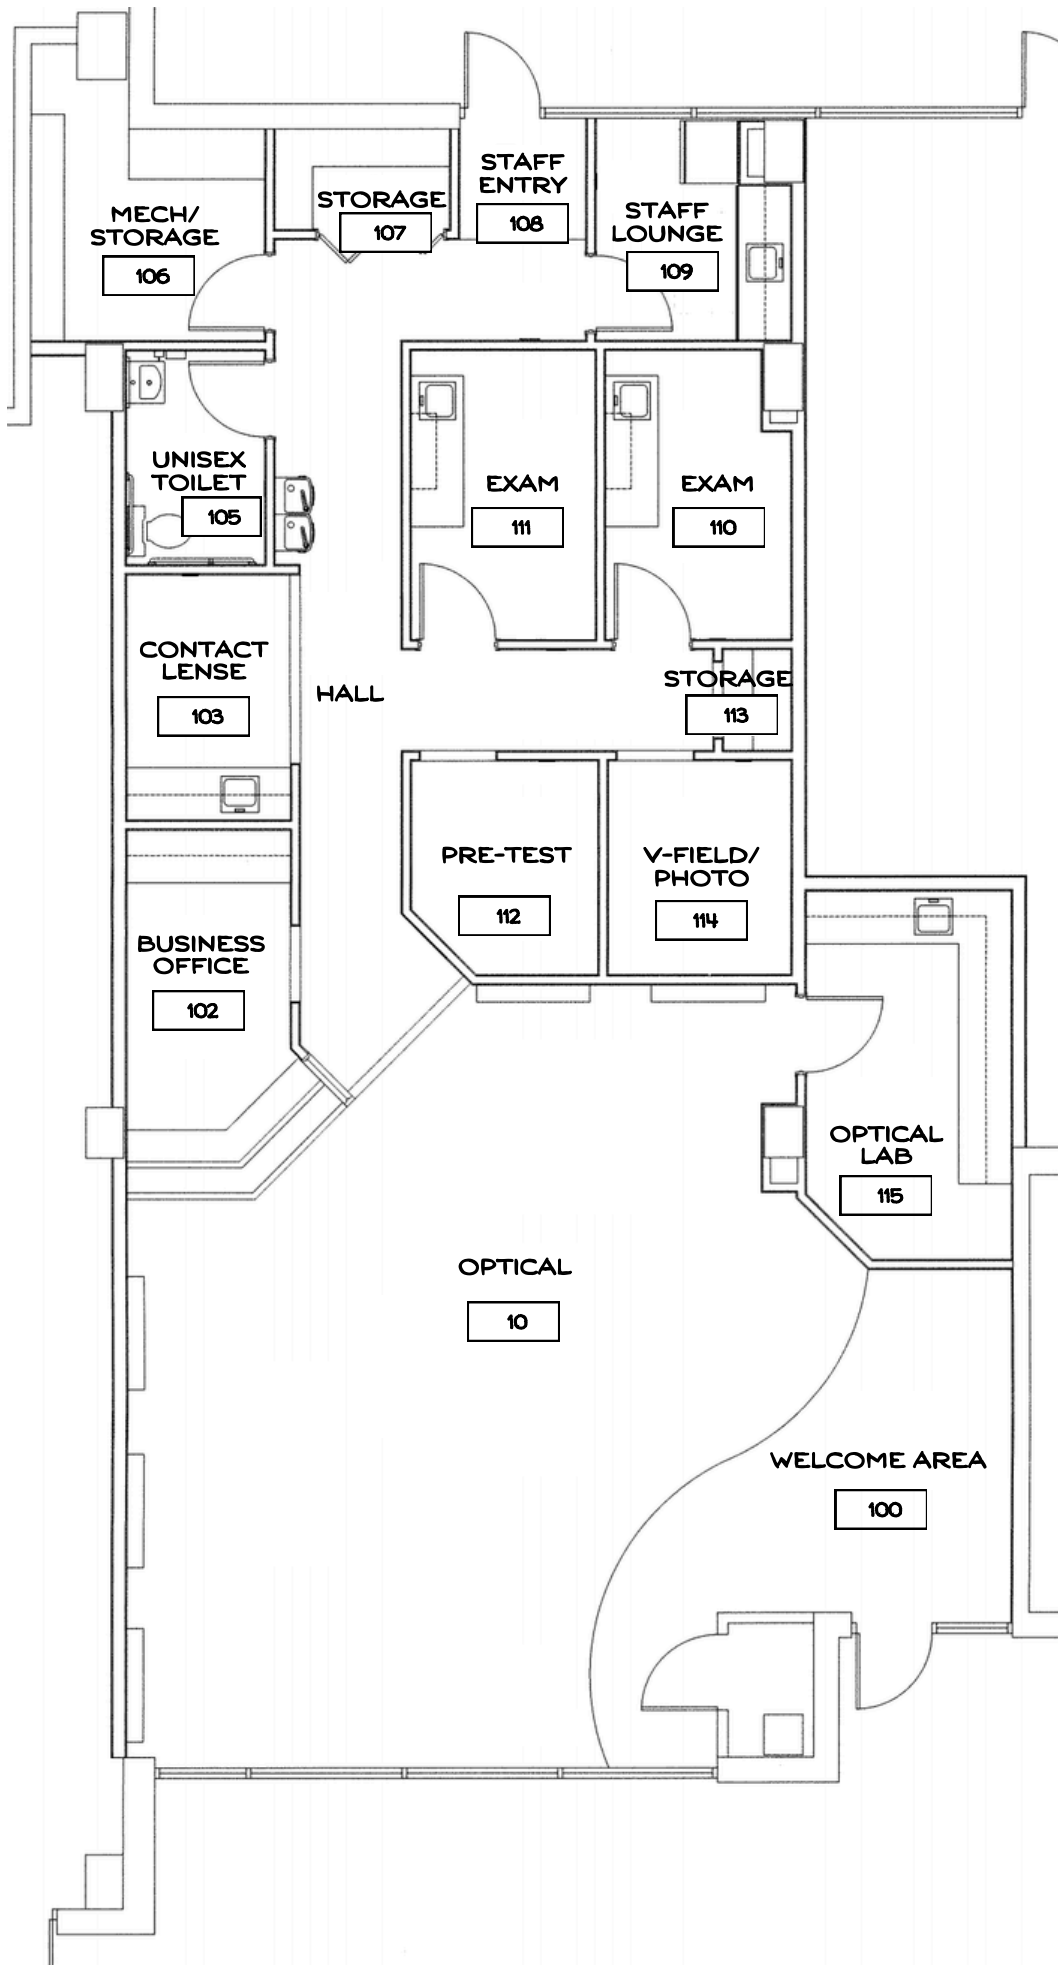 STAFF
ENTRY
108
STORAGE
107
MECH/
STORAGE
106
STAFF
LOUNGE
109
UNISEX
TOILET
105
EXAM
111
EXAM
110
CONTACT
LENSE
103
HALL
STORAGE
113
PRE-TEST
112
V-FIELD/
PHOTO
114
BUSINESS
OFFICE
102
OPTICAL
LAB
115
OPTICAL
10
WELCOME AREA
100